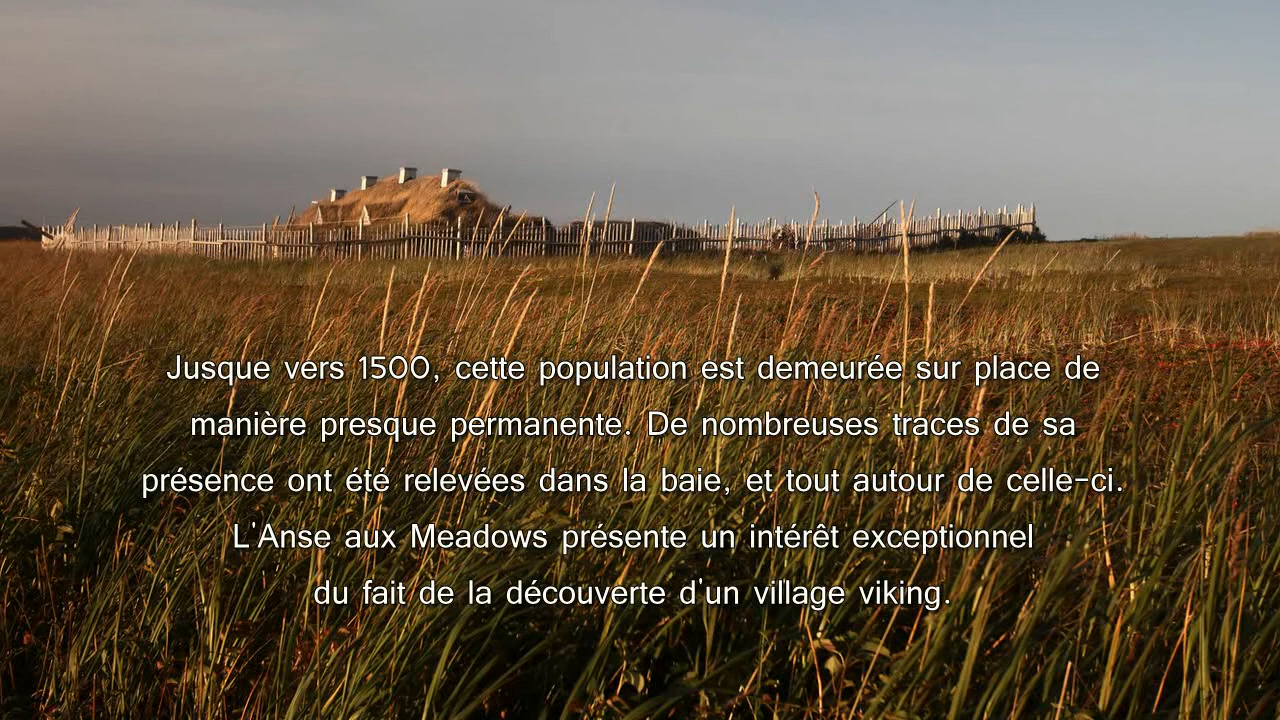 Jusque vers 1500, cette population est demeurée sur place de
manière presque permanente. De nombreuses traces de sa
présence ont été relevées dans la baie, et tout autour de celle-ci.
L'Anse aux Meadows présente un intérêt exceptionnel
du fait de la découverte d'un village viking.